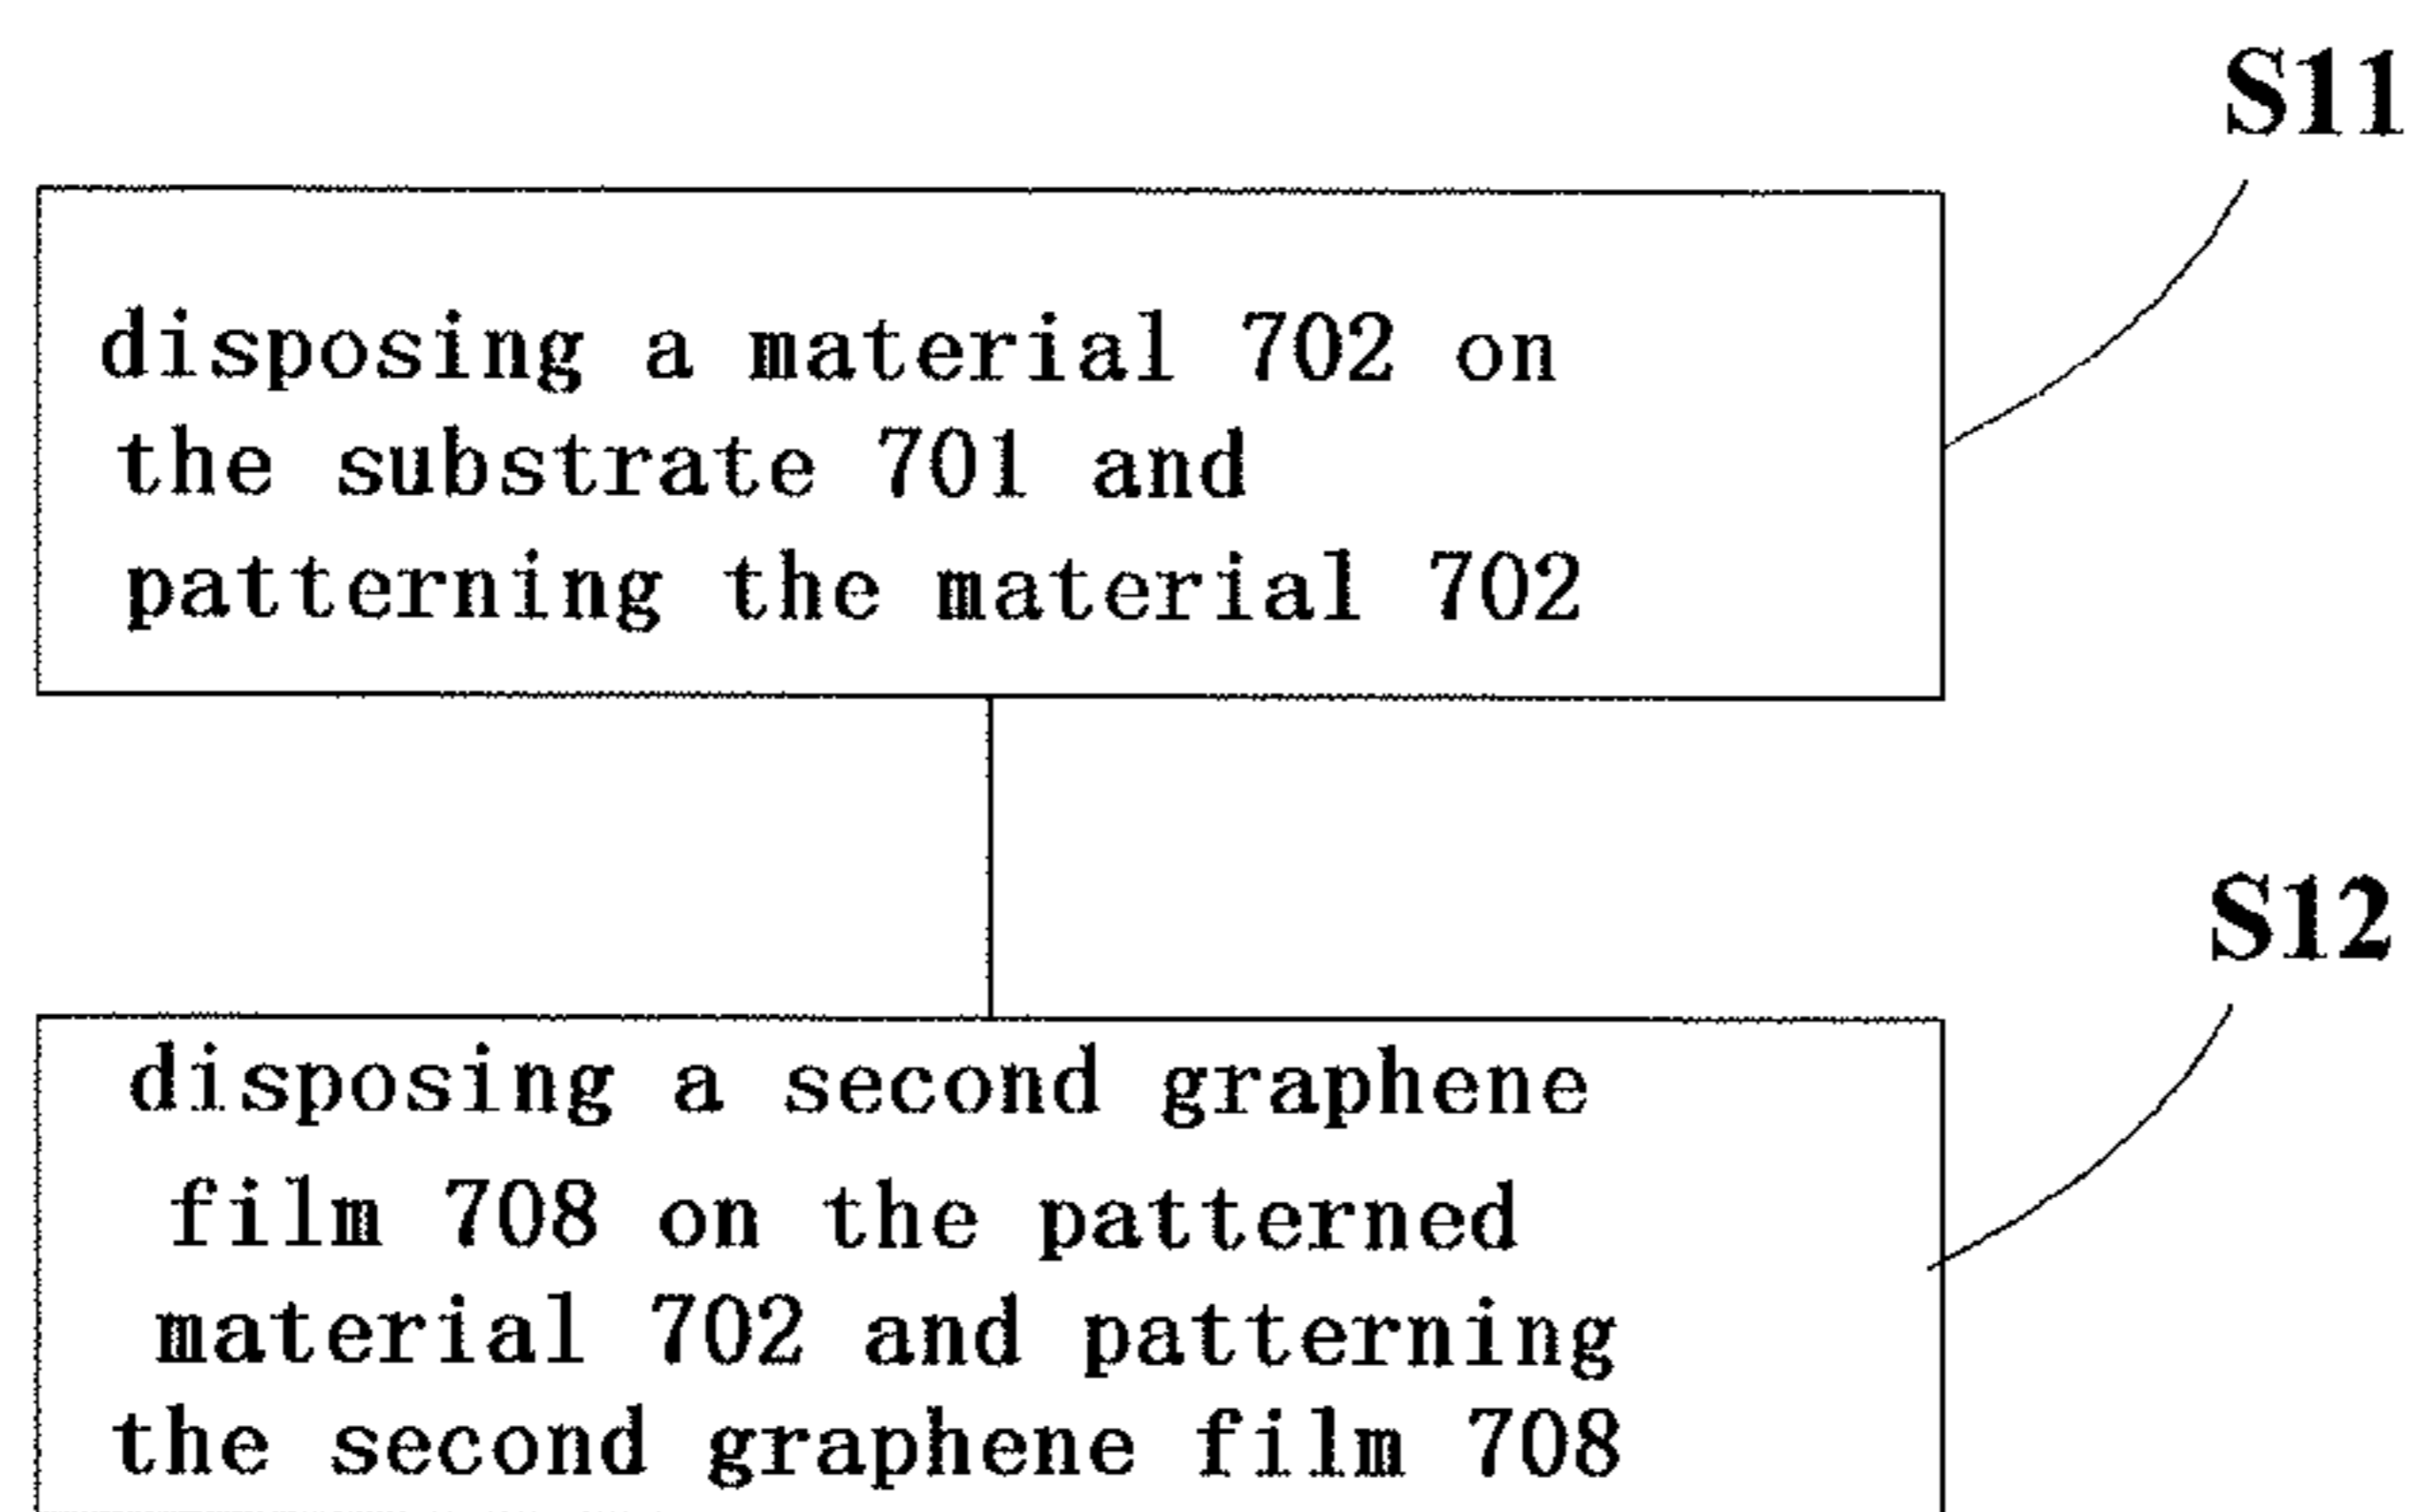 S11
disposing a material 702 on
the substrate 701 and
patterning the material 702
S12
disposing a second graphene
film 708 on the patterned
material 702 and patterning
the second graphene film 708